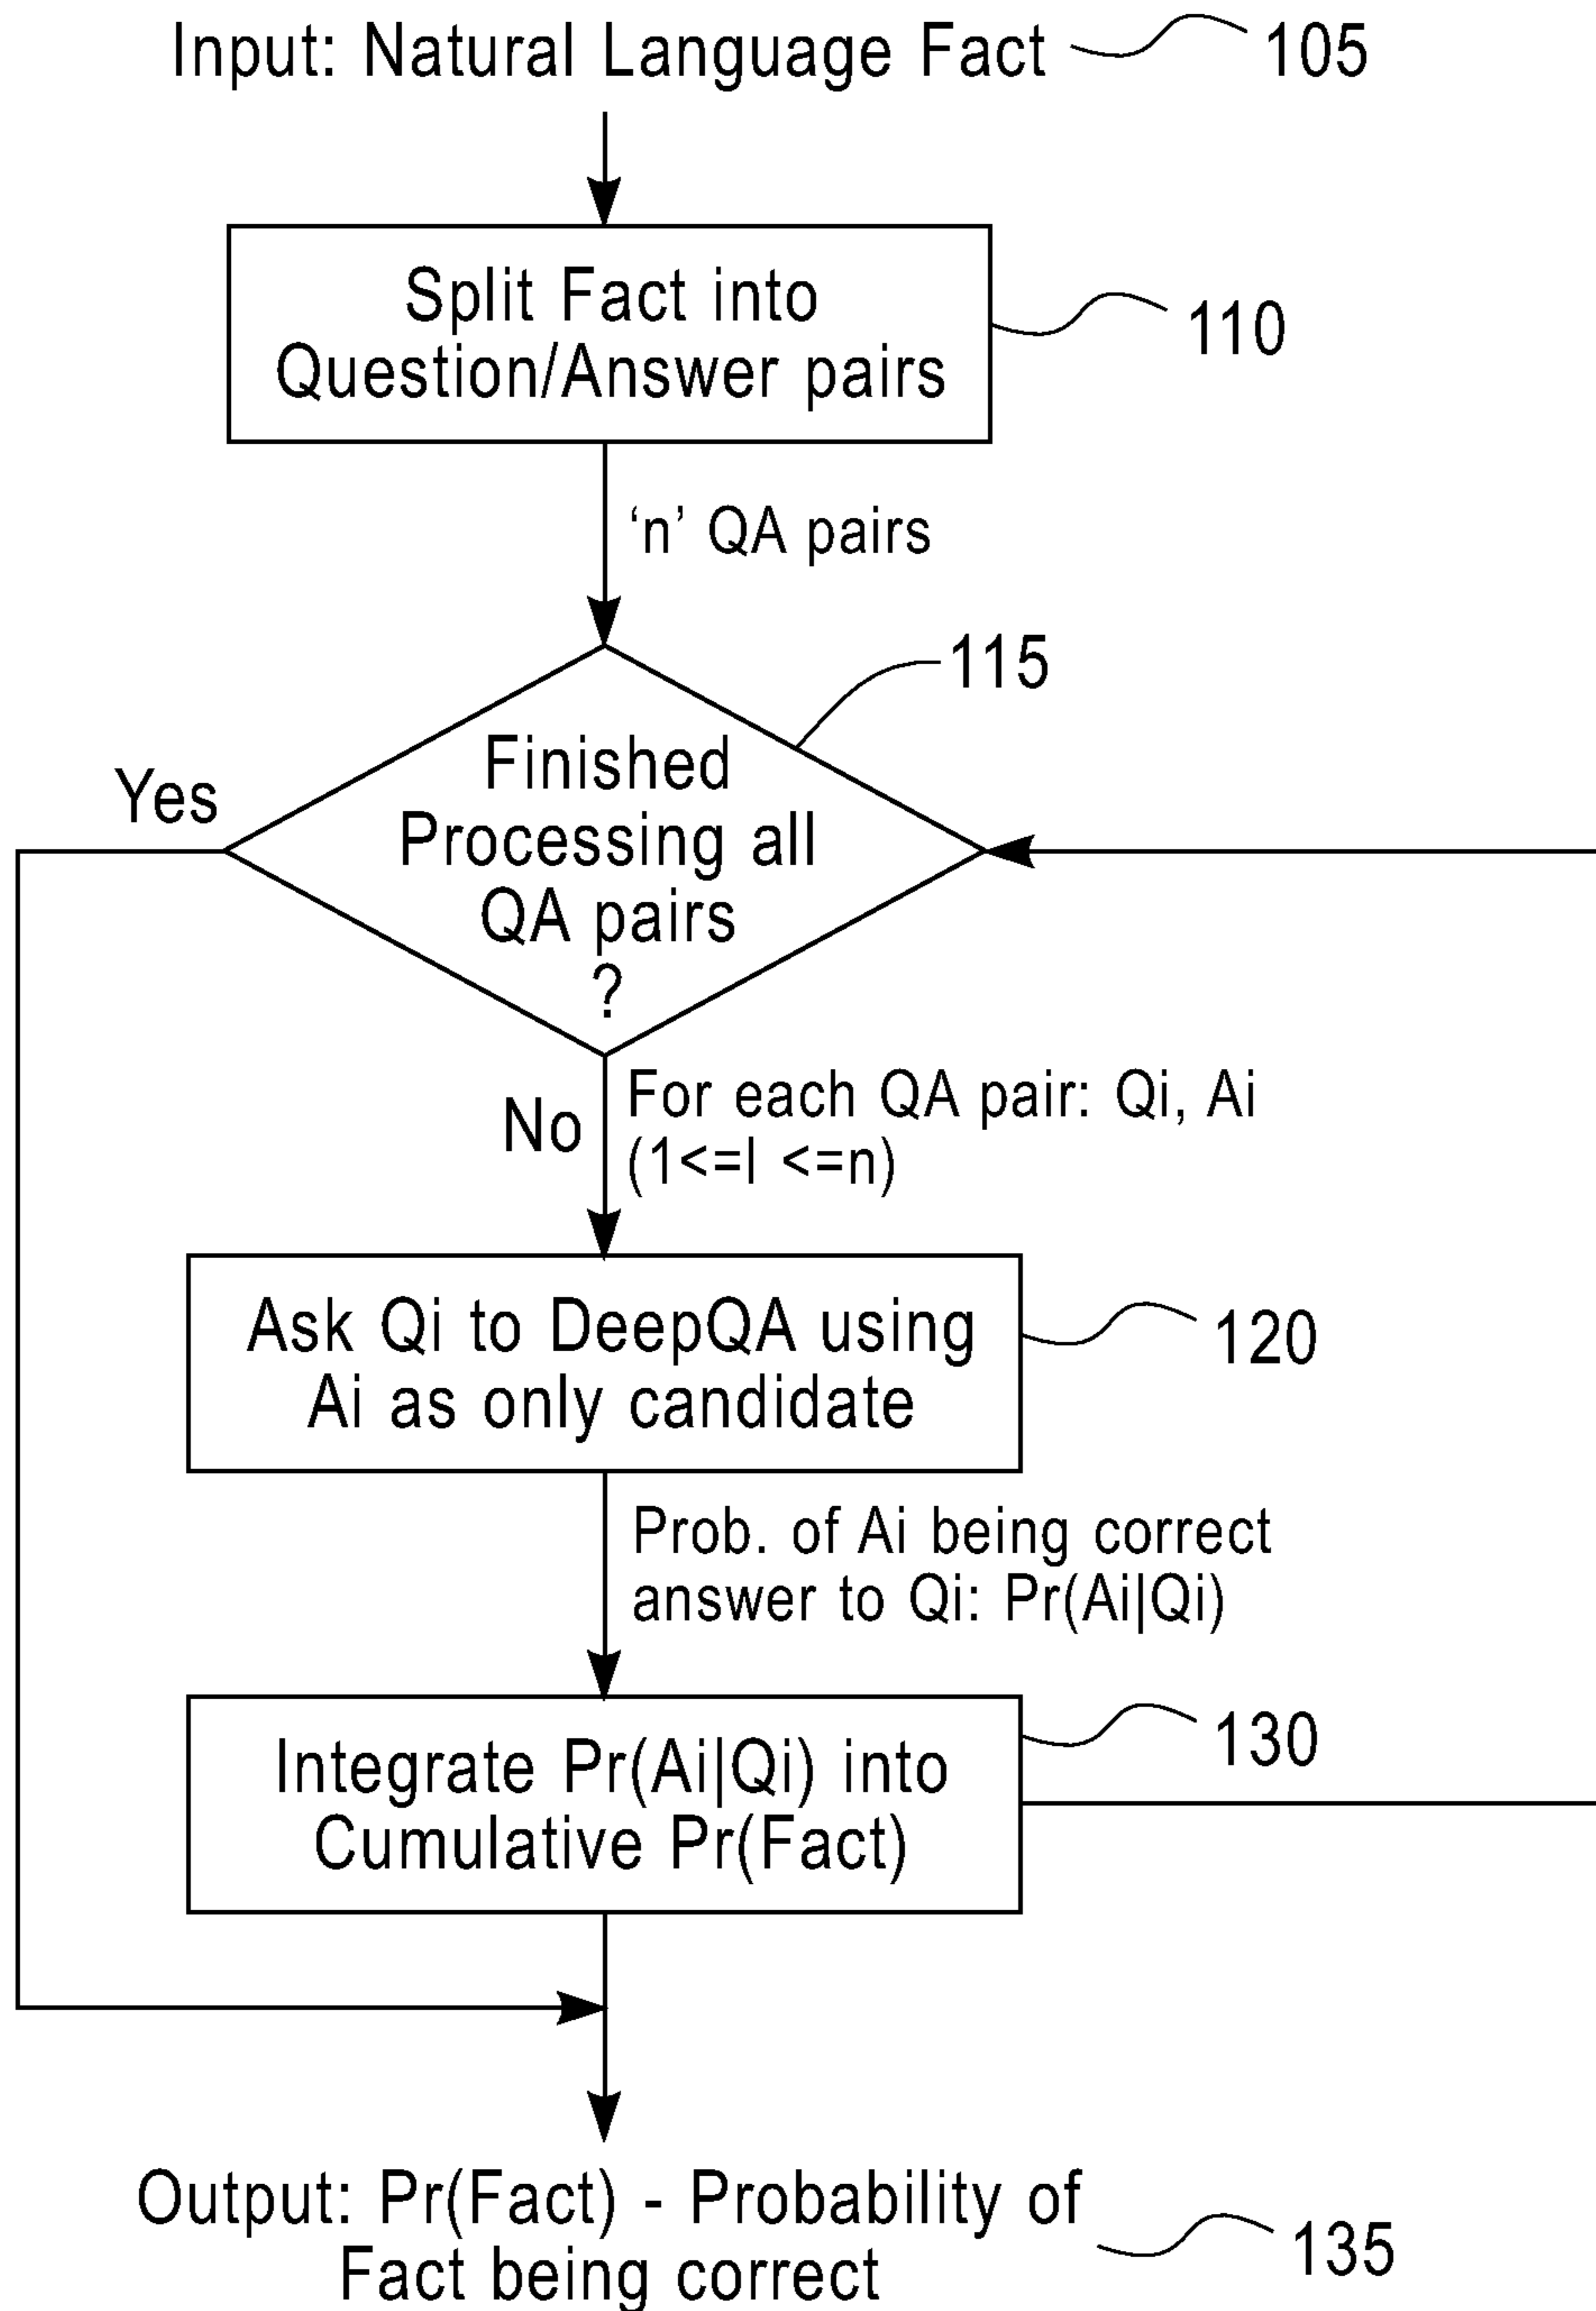 Input: Natural Language Fact 105
Split Fact into
Question/Answer pairs
110
‘n’ QA pairs
115
Finished
Processing all
QA pairs
?
Yes
No
For each QA pair: Qi, Ai
(1<=I <=n)
Ask Qi to DeepQA using
Ai as only candidate
120
Prob. of Ai being correct
answer to Qi: Pr(Ai|Qi)
Integrate Pr(Ai|Qi) into
Cumulative Pr(Fact)
130
Output: Pr(Fact) - Probability of
Fact being correct
135